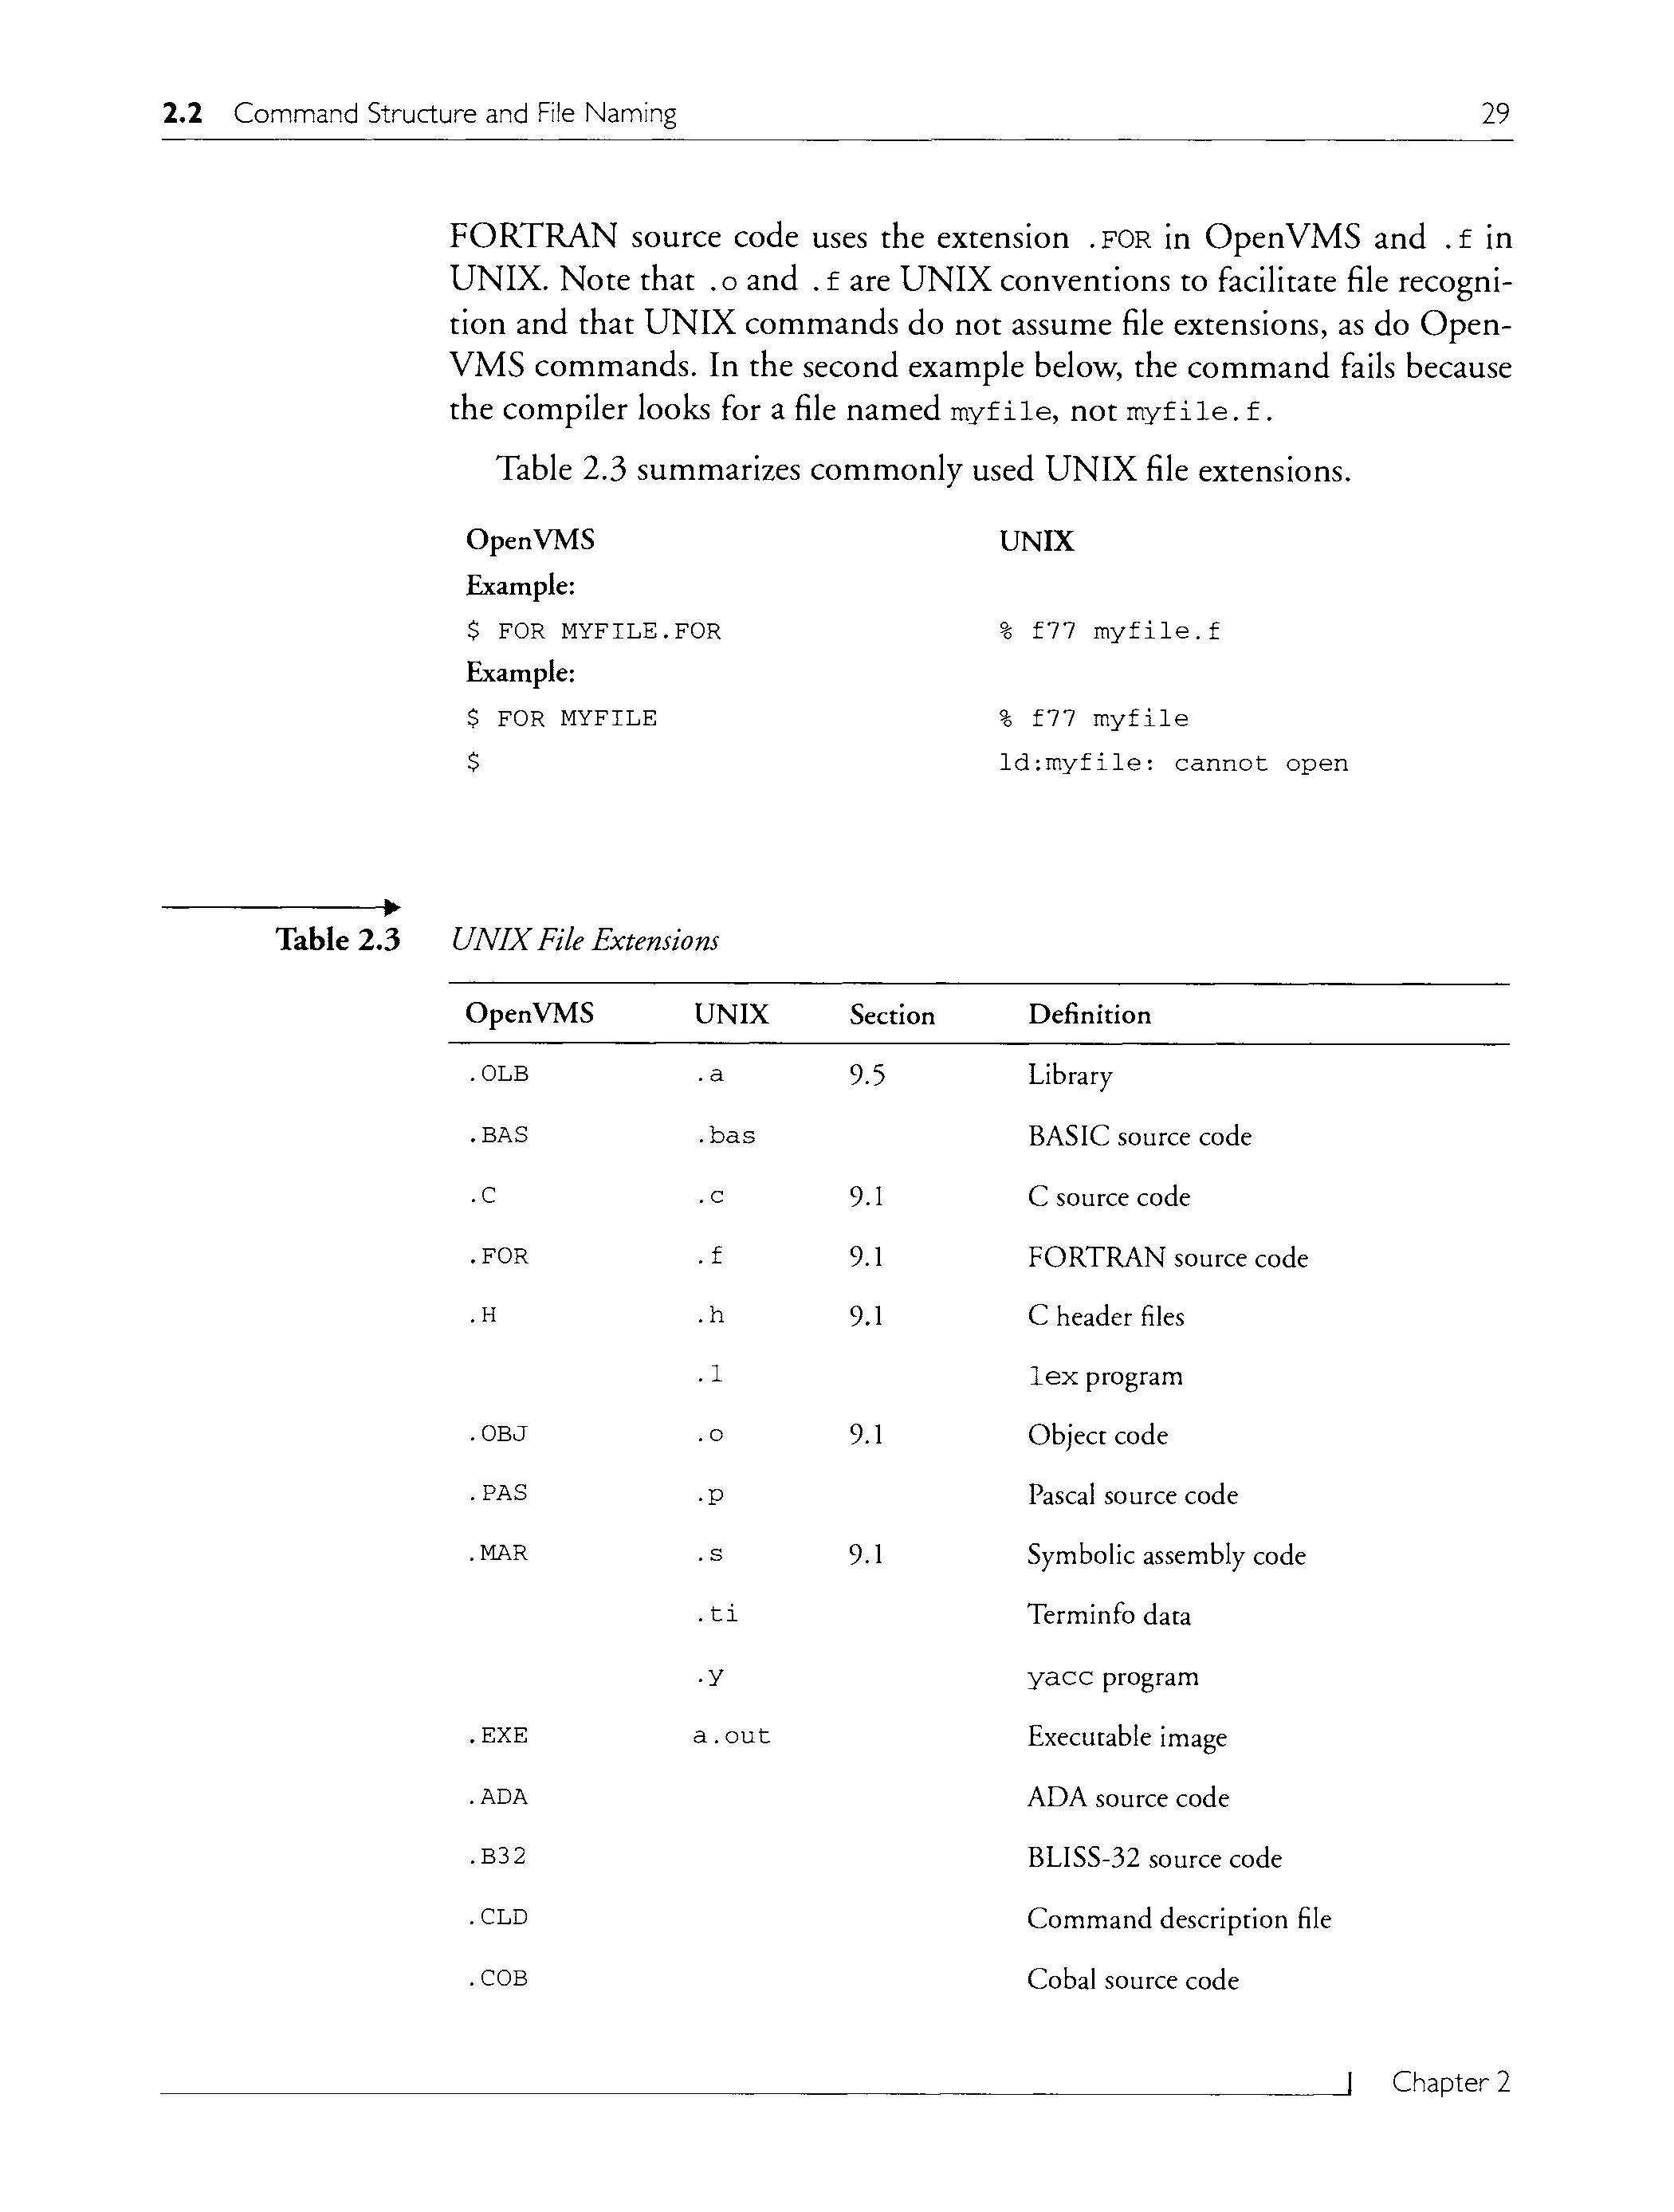 2.2 Command Structure and File Naming 29
FORTRAN source code uses the extension .FOR in OpenVMS and .f in
UNIX. Note that .o and .f are UNIX conventions to facilitate file recogni-
tion and that UNIX commands do not assume file extensions, as do Open-
VMS commands. In the second example below, the command fails because
the compiler looks for a file named myfile, not myfile.f.
Table 2.3 summarizes commonly used UNIX file extensions.
OpenVMS UNIX
Example:
$ FOR MYFILE.FOR % f77 myfile.f
Example:
$ FOR MYFILE % f77 myfile
$ ld:myfile: cannot open
Table 2.3 UNIX File Extensions
OpenVMS UNIX Section Definition
.OLB .a 9.5 Library
.BAS .bas BASIC source code
.C .c 9.1 C source code
.FOR .f 9.1 FORTRAN source code
.H .h 9.1 C header files
.l lex program
.OBJ .o 9.1 Object code
.PAS .p Pascal source code
.MAR .s 9.1 Symbolic assembly code
.ti Terminfo data
.y yacc program
.EXE a.out Executable image
.ADA ADA source code
.B32 BLISS-32 source code
.CLD Command description file
.COB Cobal source code
Chapter 2